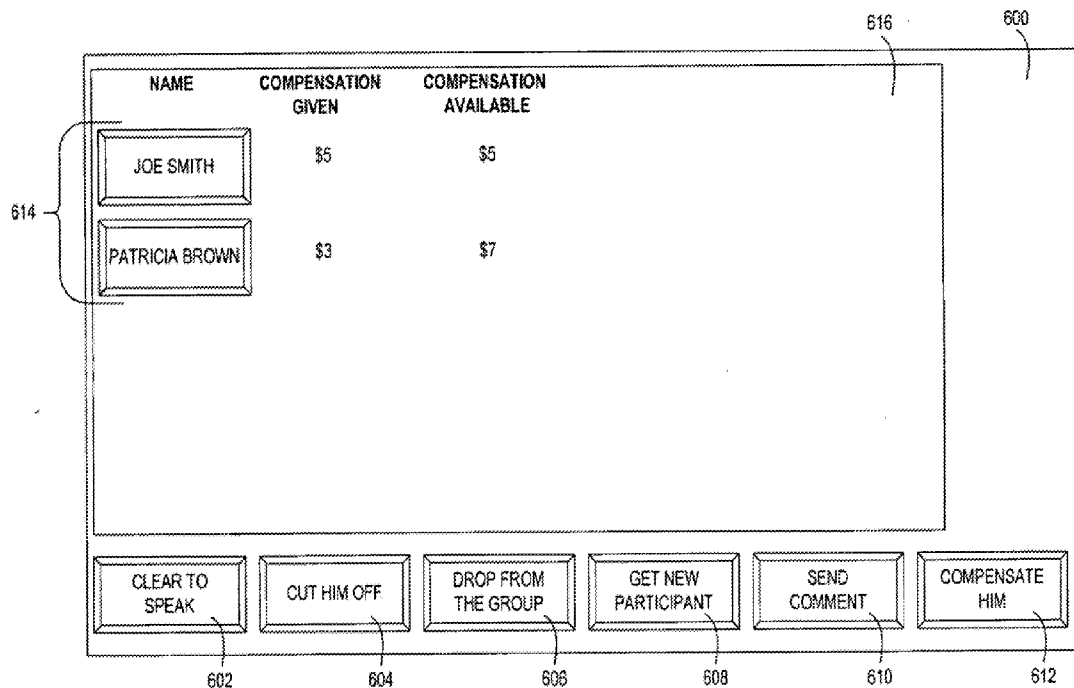 616
600
NAME COMPENSATION GIVEN COMPENSATION AVAILABLE
JOE SMITH $5 $5
614
PATRICIA BROWN $3 $7
CLEAR TO SPEAK
CUT HIM OFF
DROP FROM THE GROUP
GET NEW PARTICIPANT
SEND COMMENT
COMPENSATE HIM
602 604 606 608 610 612